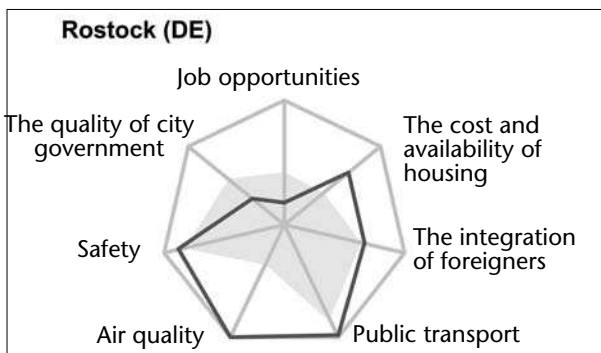 Rostock (DE)
Job opportunities
The quality of city
government
The cost and
availability of
housing
Safety
The integration
of foreigners
Air quality
Public transport